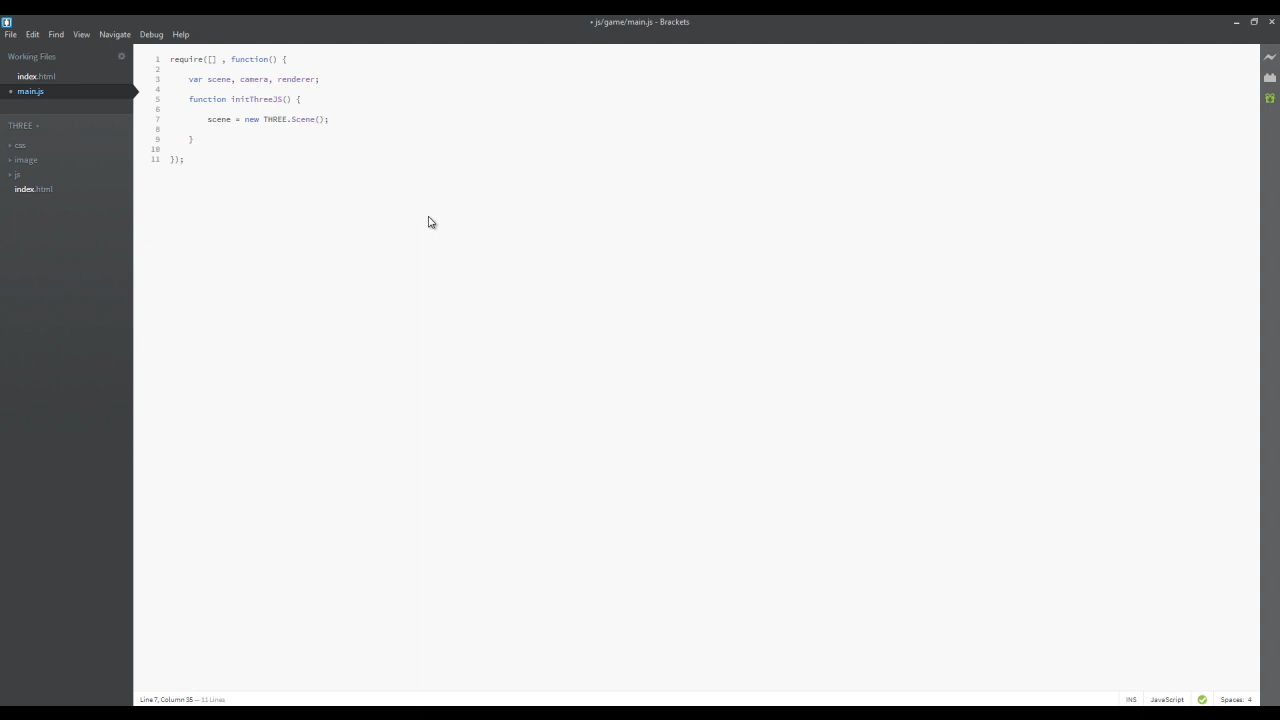 • js/game/main.js - Brackets
File Edit Find View Navigate Debug Help
Working Files
index.html
• main.js
THREE
css
image
js
index.html
1 require([] , function() {
2
3 var scene, camera, renderer;
4
5 function initThreeJS() {
6
7 scene = new THREE.Scene();
8
9 }
10
11 });
Line 7, Column 35 — 11 Lines
INS JavaScript Spaces: 4